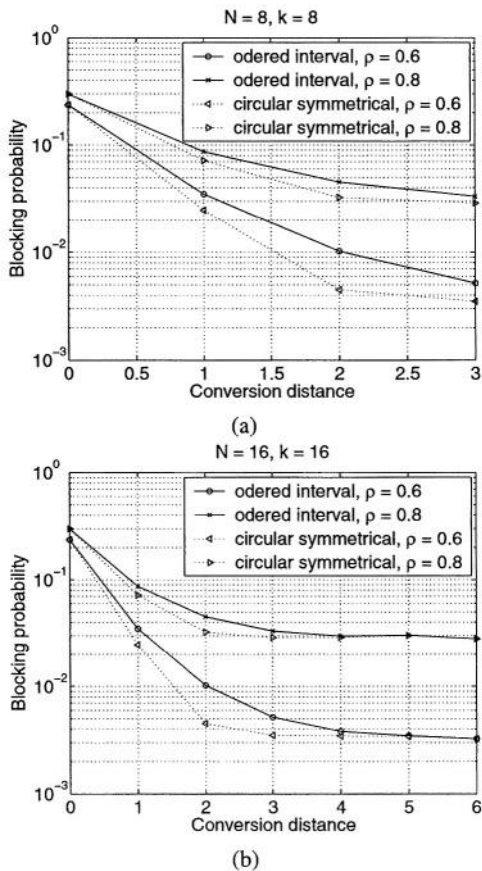 N = 8, k = 8
10^0
10^-1
10^-2
10^-3
Blocking probability
odered interval, ρ = 0.6
odered interval, ρ = 0.8
circular symmetrical, ρ = 0.6
circular symmetrical, ρ = 0.8
0 0.5 1 1.5 2 2.5 3
Conversion distance
(a)
N = 16, k = 16
10^0
10^-1
10^-2
10^-3
Blocking probability
odered interval, ρ = 0.6
odered interval, ρ = 0.8
circular symmetrical, ρ = 0.6
circular symmetrical, ρ = 0.8
0 1 2 3 4 5 6
Conversion distance
(b)